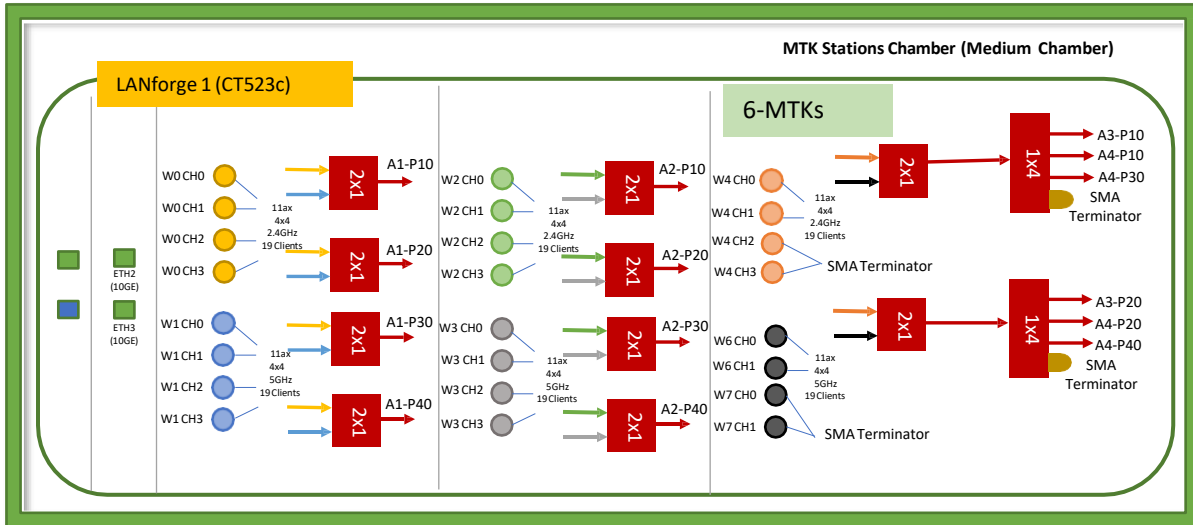 MTK Stations Chamber (Medium Chamber)
LANforge 1 (CT523c)
6-MTKs
ETH2
(10GE)
ETH3
(10GE)
W0 CH0
W0 CH1
W0 CH2
W0 CH3
11ax
4x4
2.4GHz
19 Clients
2x1
A1-P10
2x1
A1-P20
W1 CH0
W1 CH1
W1 CH2
W1 CH3
11ax
4x4
5GHz
19 Clients
2x1
A1-P30
2x1
A1-P40
W2 CH0
W2 CH1
W2 CH2
W2 CH3
11ax
4x4
2.4GHz
19 Clients
2x1
A2-P10
2x1
A2-P20
W3 CH0
W3 CH1
W3 CH2
W3 CH3
11ax
4x4
5GHz
19 Clients
2x1
A2-P30
2x1
A2-P40
W4 CH0
W4 CH1
W4 CH2
W4 CH3
11ax
4x4
2.4GHz
19 Clients
SMA Terminator
2x1
1x4
A3-P10
A4-P10
A4-P30
SMA
Terminator
W6 CH0
W6 CH1
W7 CH0
W7 CH1
11ax
4x4
5GHz
19 Clients
SMA Terminator
2x1
1x4
A3-P20
A4-P20
A4-P40
SMA
Terminator